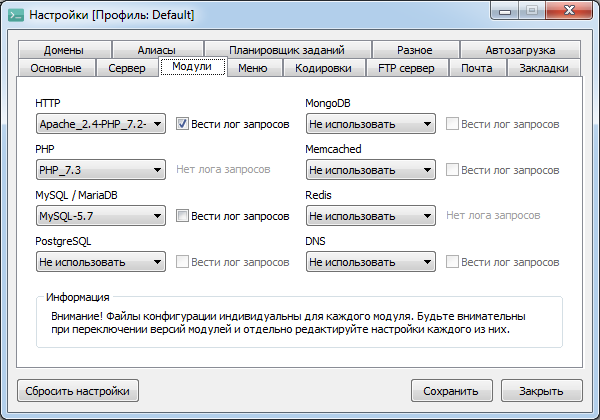 Настройки [Профиль: Default]
Домены Алиасы Планировщик заданий Разное Автозагрузка
Основные Сервер Модули Меню Кодировки FTP сервер Почта Закладки
HTTP
Apache_2.4-PHP_7.2- Вести лог запросов
PHP
PHP_7.3 Нет лога запросов
MySQL / MariaDB
MySQL-5.7 Вести лог запросов
PostgreSQL
Не использовать Вести лог запросов
MongoDB
Не использовать Вести лог запросов
Memcached
Не использовать Вести лог запросов
Redis
Не использовать Нет лога запросов
DNS
Не использовать Вести лог запросов
Информация
Внимание! Файлы конфигурации индивидуальны для каждого модуля. Будьте внимательны
при переключении версий модулей и отдельно редактируйте настройки каждого из них.
Сбросить настройки Сохранить Закрыть